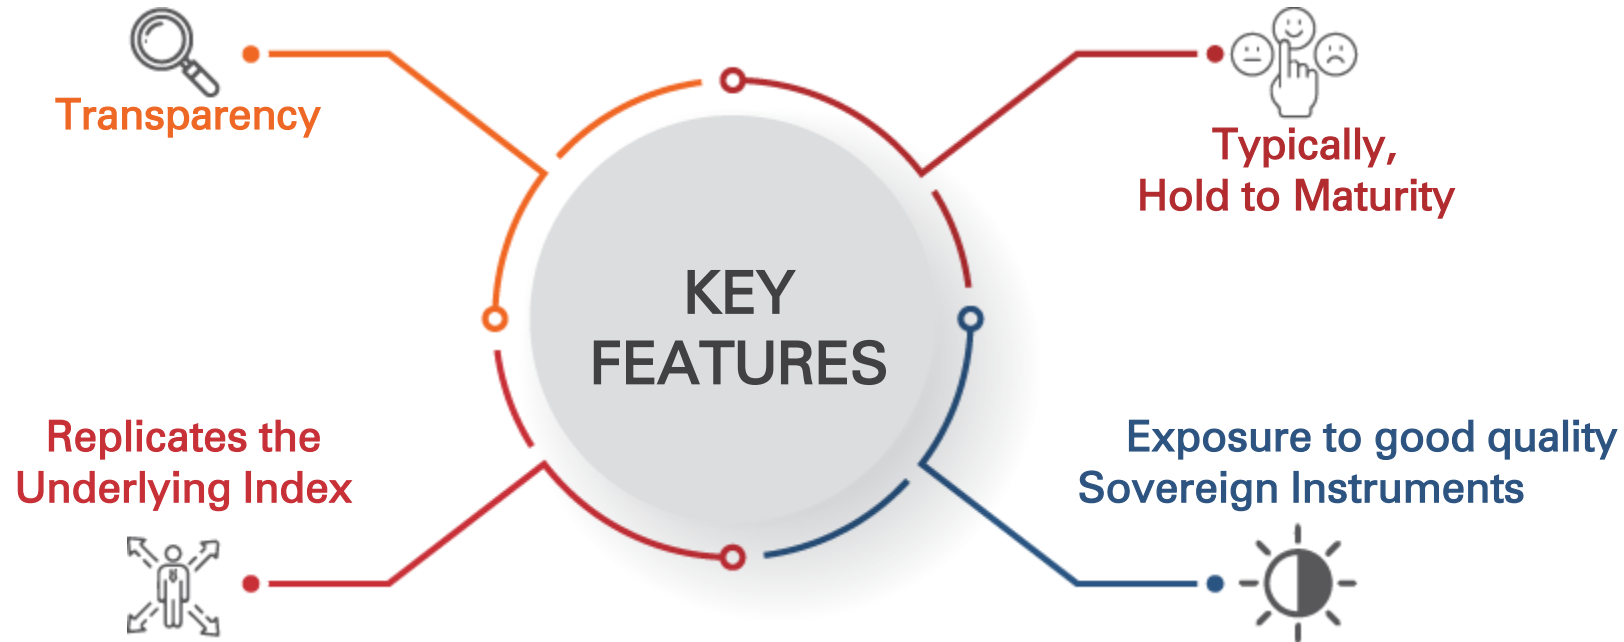 Transparency
Typically,
Hold to Maturity
KEY
FEATURES
Replicates the
Underlying Index
Exposure to good quality
Sovereign Instruments